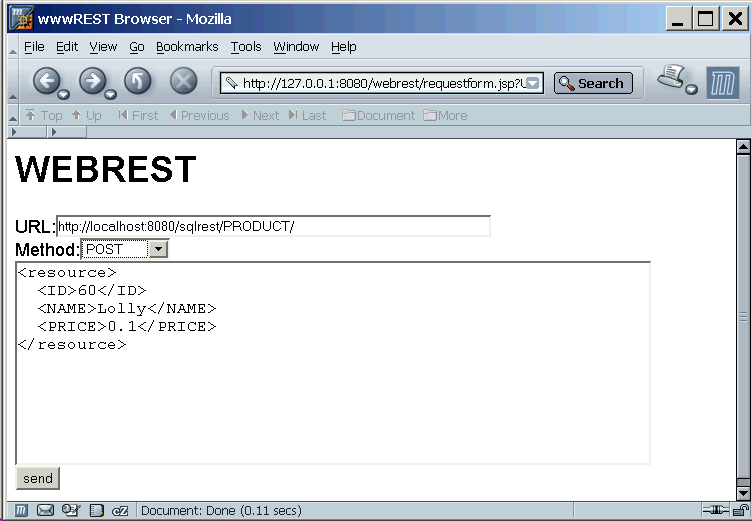 wwwREST Browser - Mozilla
File Edit View Go Bookmarks Tools Window Help
http://127.0.0.1:8080/webrest/requestform.jsp?U Search
Top Up First Previous Next Last Document More
WEBREST
URL: http://localhost:8080/sqlrest/PRODUCT/
Method: POST
<resource>
  <ID>60</ID>
  <NAME>Lolly</NAME>
  <PRICE>0.1</PRICE>
</resource>
send
Document: Done (0.11 secs)